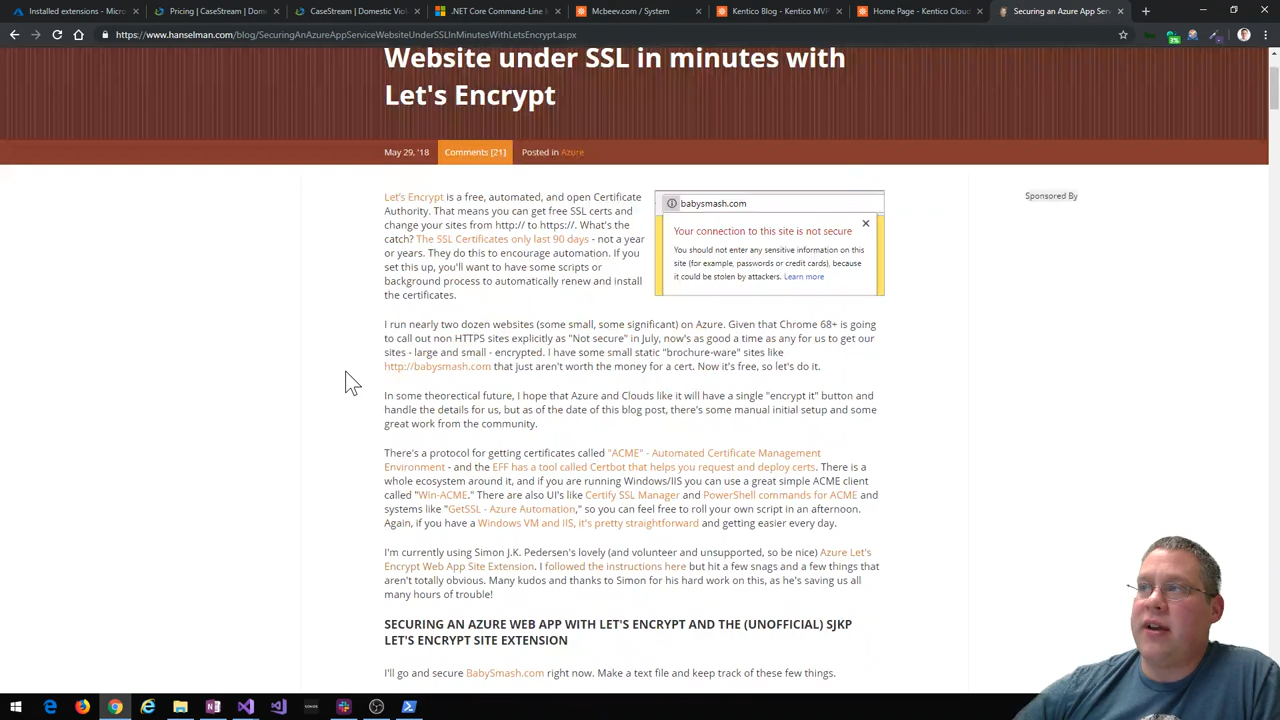 Installed extensions - Micros
Pricing | CaseStream | Dom
CaseStream | Domestic Viol
.NET Core Command-Line I
Mcbeev.com / System
Kentico Blog - Kentico MVP
Home Page - Kentico Cloud
Securing an Azure App Serv
https://www.hanselman.com/blog/SecuringAnAzureAppServiceWebsiteUnderSSLInMinutesWithLetsEncrypt.aspx
Website under SSL in minutes with
Let's Encrypt
May 29, '18 Comments [21] Posted in Azure
Let's Encrypt is a free, automated, and open Certificate
Authority. That means you can get free SSL certs and
change your sites from http:// to https://. What's the
catch? The SSL Certificates only last 90 days - not a year
or years. They do this to encourage automation. If you
set this up, you'll want to have some scripts or
background process to automatically renew and install
the certificates.
babysmash.com
Your connection to this site is not secure
You should not enter any sensitive information on this
site (for example, passwords or credit cards), because
it could be stolen by attackers. Learn more
Sponsored By
I run nearly two dozen websites (some small, some significant) on Azure. Given that Chrome 68+ is going
to call out non HTTPS sites explicitly as "Not secure" in July, now's as good a time as any for us to get our
sites - large and small - encrypted. I have some small static "brochure-ware" sites like
http://babysmash.com that just aren't worth the money for a cert. Now it's free, so let's do it.
In some theorectical future, I hope that Azure and Clouds like it will have a single "encrypt it" button and
handle the details for us, but as of the date of this blog post, there's some manual initial setup and some
great work from the community.
There's a protocol for getting certificates called "ACME" - Automated Certificate Management
Environment - and the EFF has a tool called Certbot that helps you request and deploy certs. There is a
whole ecosystem around it, and if you are running Windows/IIS you can use a great simple ACME client
called "Win-ACME." There are also UI's like Certify SSL Manager and PowerShell commands for ACME and
systems like "GetSSL - Azure Automation," so you can feel free to roll your own script in an afternoon.
Again, if you have a Windows VM and IIS, it's pretty straightforward and getting easier every day.
I'm currently using Simon J.K. Pedersen's lovely (and volunteer and unsupported, so be nice) Azure Let's
Encrypt Web App Site Extension. I followed the instructions here but hit a few snags and a few things that
aren't totally obvious. Many kudos and thanks to Simon for his hard work on this, as he's saving us all
many hours of trouble!
SECURING AN AZURE WEB APP WITH LET'S ENCRYPT AND THE (UNOFFICIAL) SJKP
LET'S ENCRYPT SITE EXTENSION
I'll go and secure BabySmash.com right now. Make a text file and keep track of these few things.